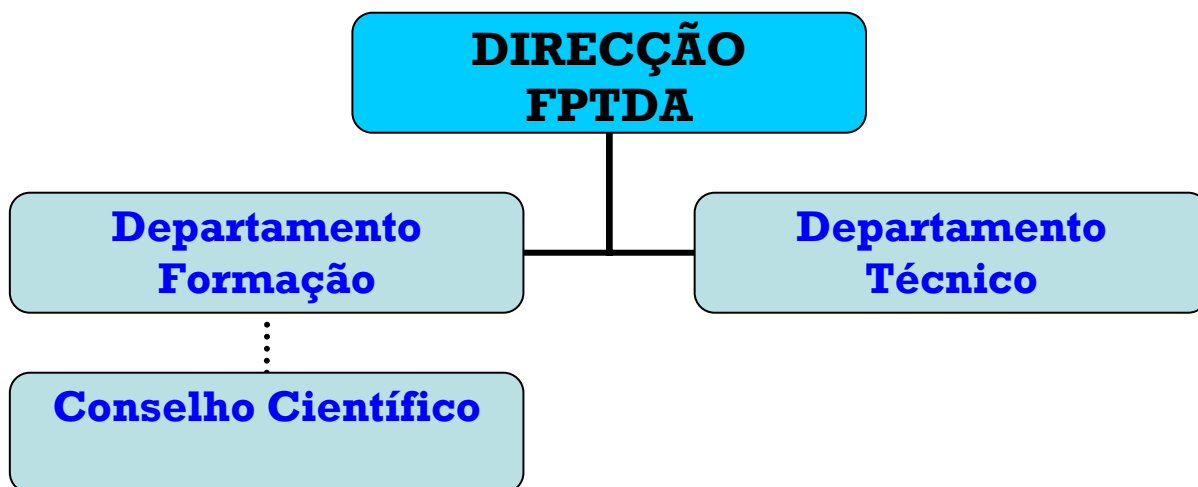 DIRECÇÃO
FPTDA
Departamento
Formação
Departamento
Técnico
Conselho Científico